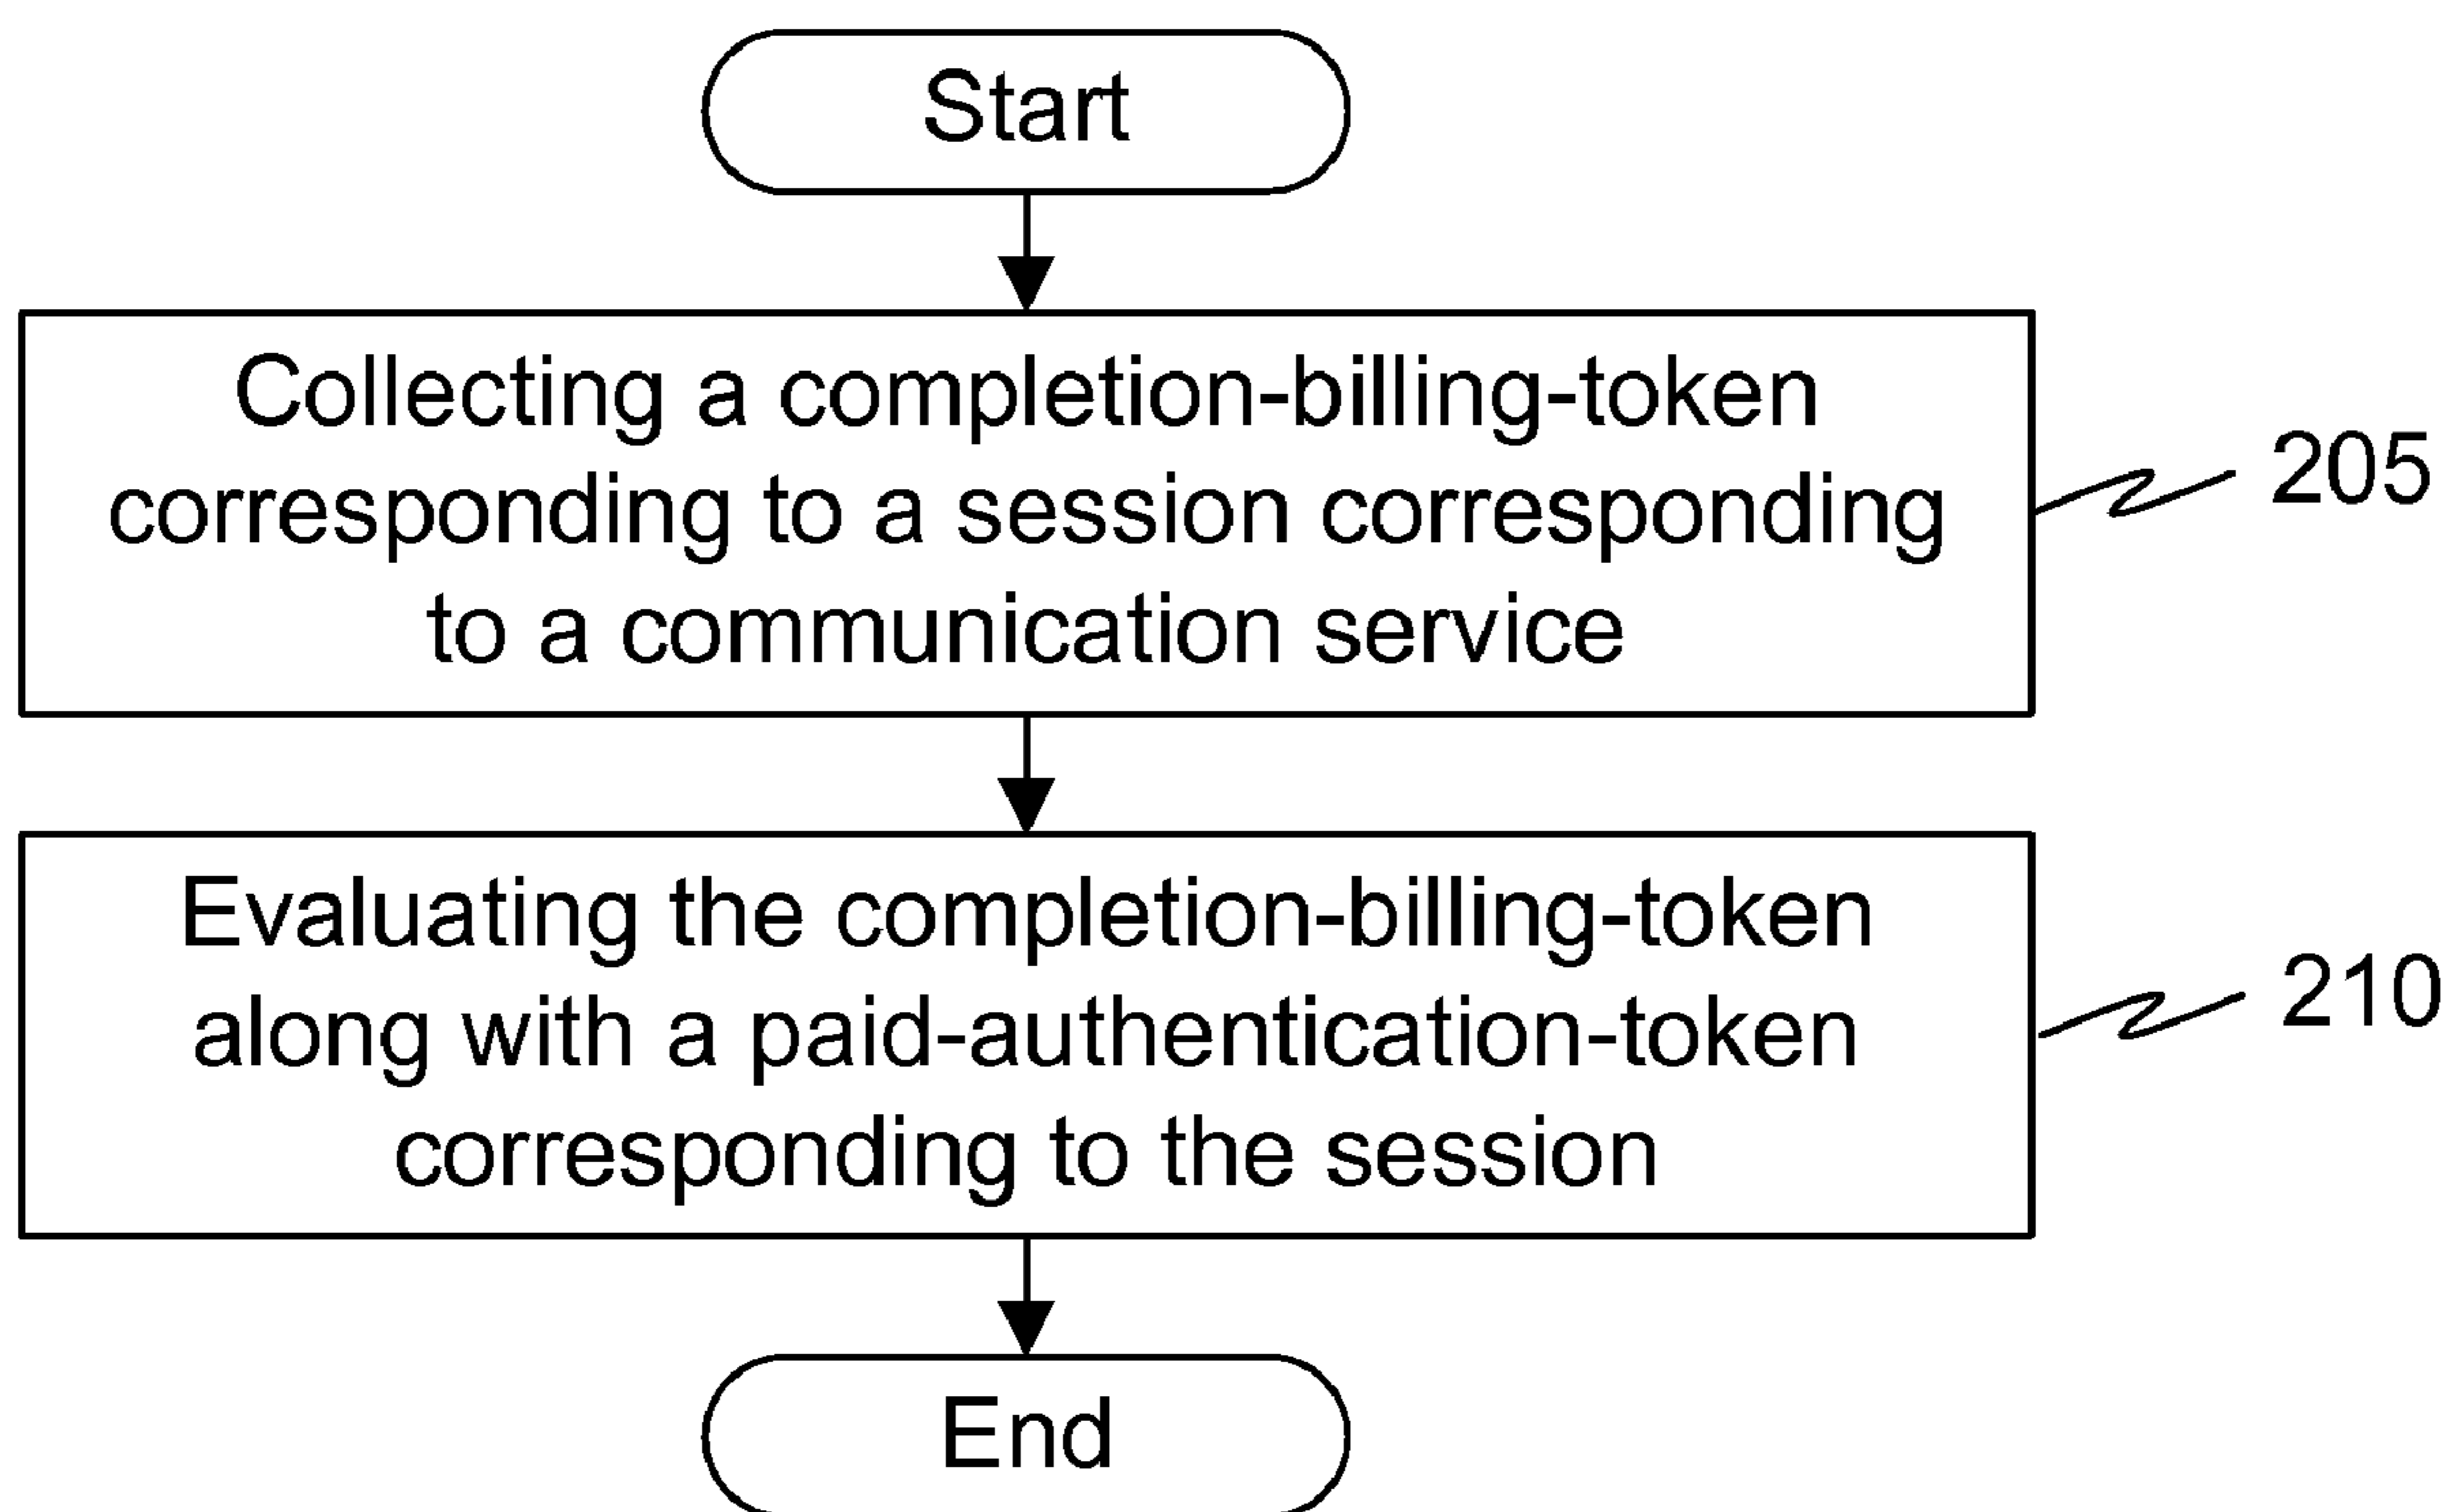 Start
Collecting a completion-billing-token
corresponding to a session corresponding
to a communication service
205
Evaluating the completion-billing-token
along with a paid-authentication-token
corresponding to the session
210
End